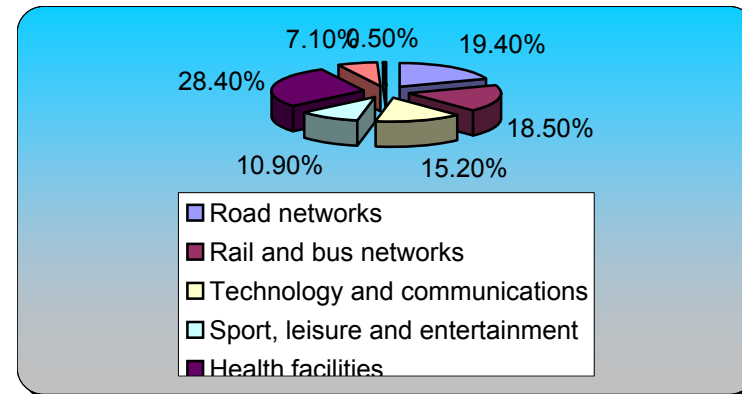 7.10% 0.50% 19.40%
28.40%
18.50%
10.90% 15.20%
Road networks
Rail and bus networks
Technology and communications
Sport, leisure and entertainment
Health facilities